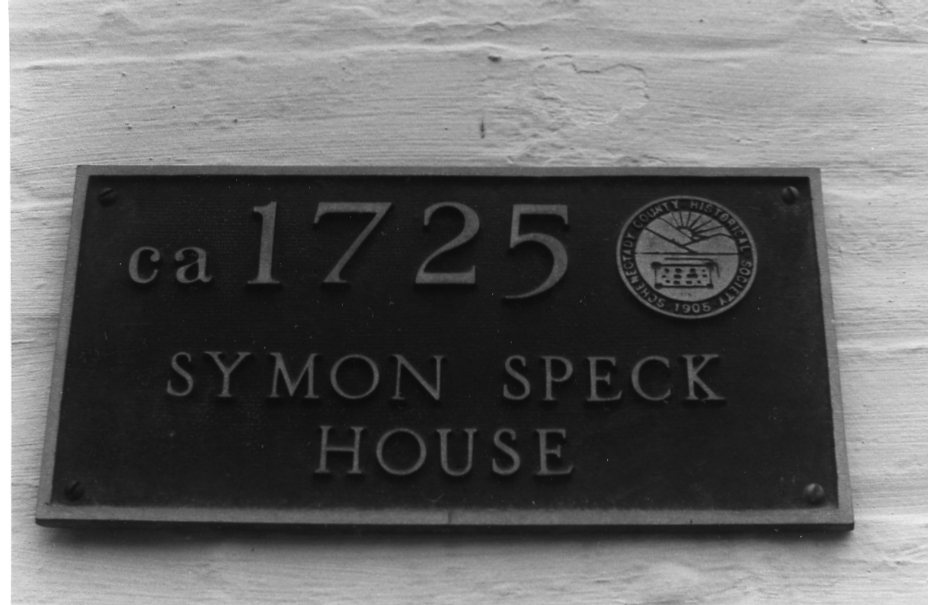 ca 1725
SCHENECTADY COUNTY HISTORICAL SOCIETY
1905
SYMON SPECK
HOUSE